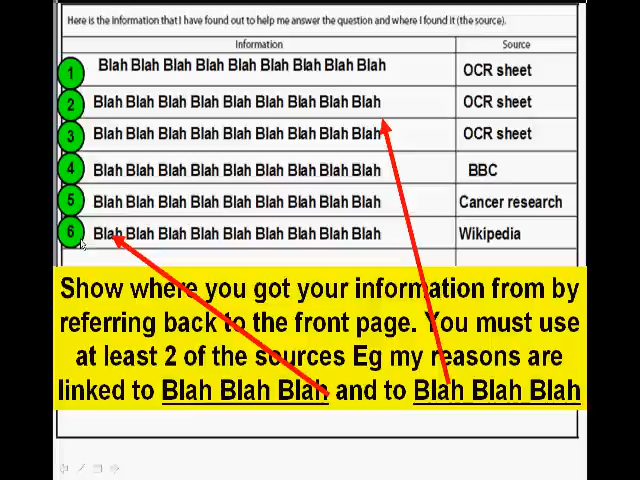 Here is the information that I have found out to help me answer the question and where I found it (the source).
Information Source
1 Blah Blah Blah Blah Blah Blah Blah Blah Blah OCR sheet
2 Blah Blah Blah Blah Blah Blah Blah Blah Blah OCR sheet
3 Blah Blah Blah Blah Blah Blah Blah Blah Blah OCR sheet
4 Blah Blah Blah Blah Blah Blah Blah Blah Blah BBC
5 Blah Blah Blah Blah Blah Blah Blah Blah Blah Cancer research
6 Blah Blah Blah Blah Blah Blah Blah Blah Blah Wikipedia
Show where you got your information from by
referring back to the front page. You must use
at least 2 of the sources Eg my reasons are
linked to Blah Blah Blah and to Blah Blah Blah